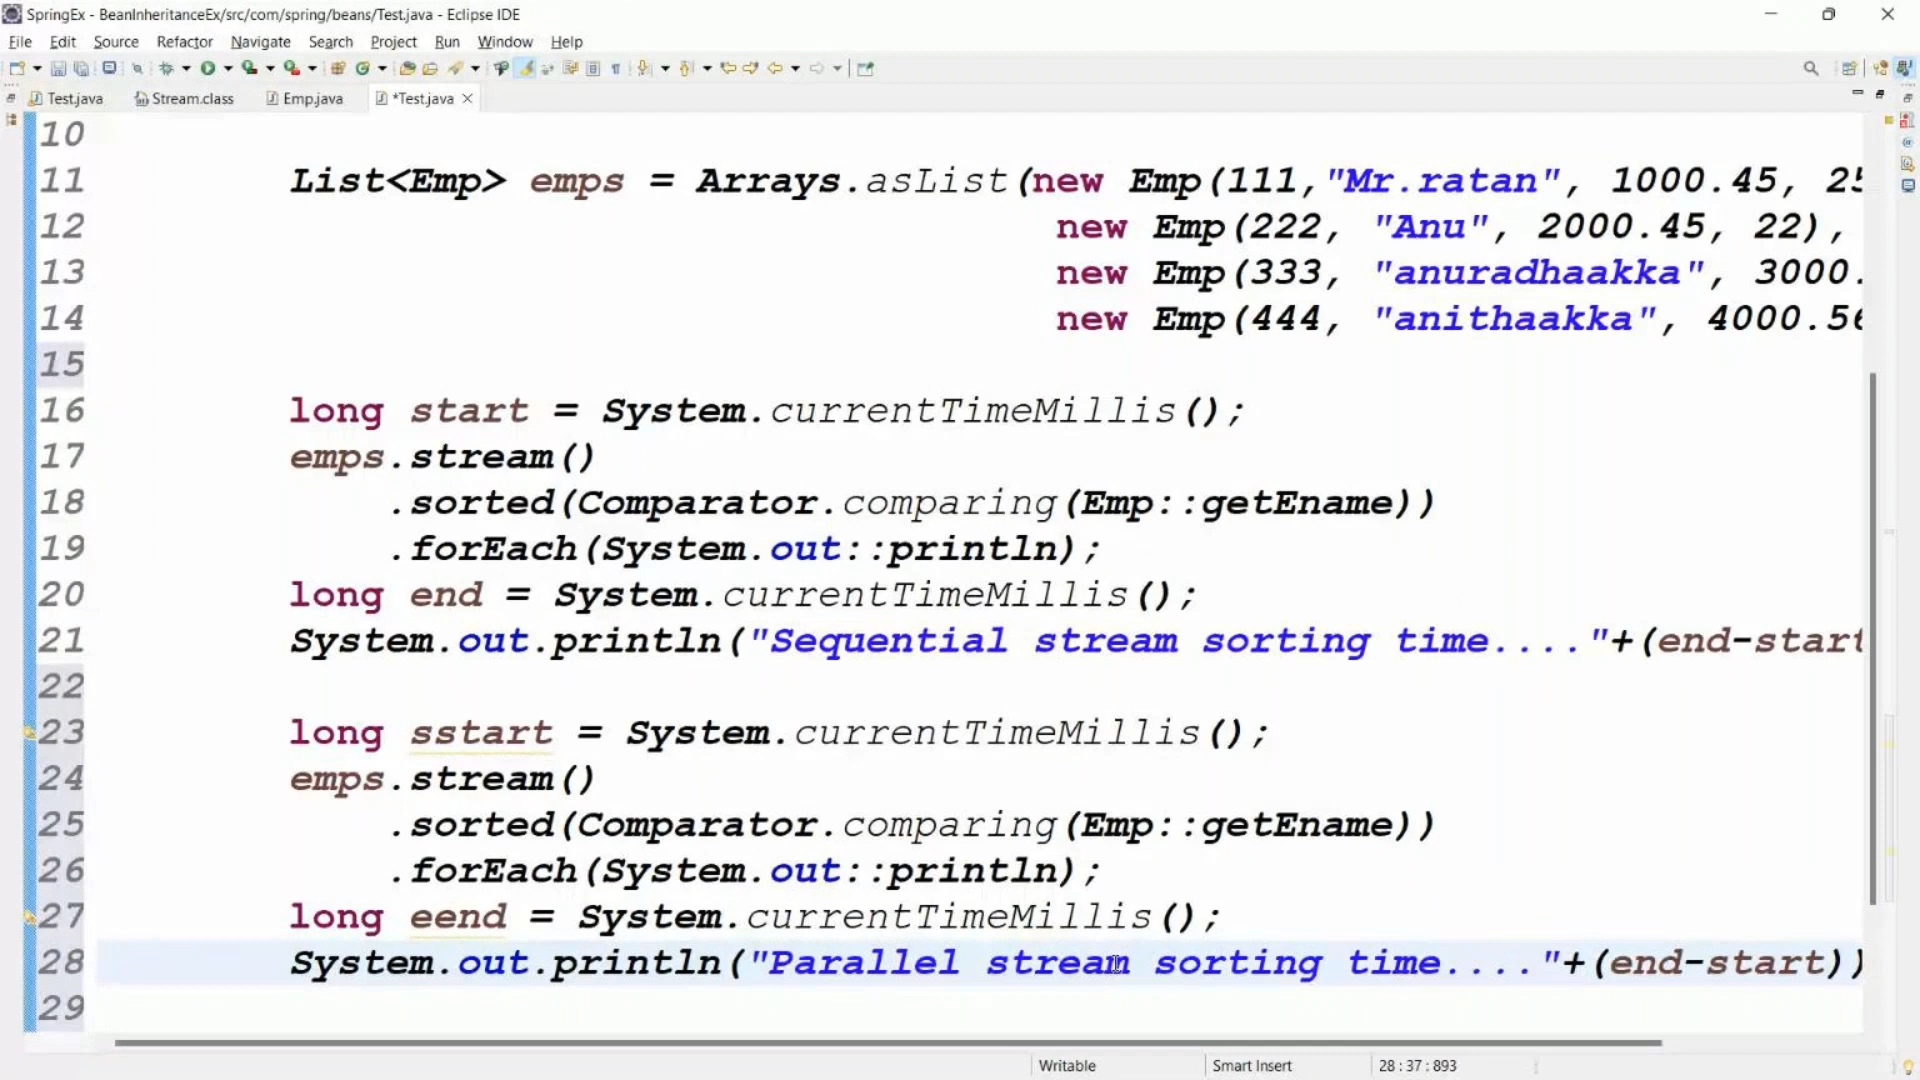 SpringEx - BeanInheritanceEx/src/com/spring/beans/Test.java - Eclipse IDE
File Edit Source Refactor Navigate Search Project Run Window Help
Test.java Stream.class Emp.java *Test.java
10
11 List<Emp> emps = Arrays.asList(new Emp(111,"Mr.ratan", 1000.45, 25
12 new Emp(222, "Anu", 2000.45, 22),
13 new Emp(333, "anuradhaakka", 3000.
14 new Emp(444, "anithaakka", 4000.56
15
16 long start = System.currentTimeMillis();
17 emps.stream()
18 .sorted(Comparator.comparing(Emp::getEname))
19 .forEach(System.out::println);
20 long end = System.currentTimeMillis();
21 System.out.println("Sequential stream sorting time...."+(end-start
22
23 long sstart = System.currentTimeMillis();
24 emps.stream()
25 .sorted(Comparator.comparing(Emp::getEname))
26 .forEach(System.out::println);
27 long eend = System.currentTimeMillis();
28 System.out.println("Parallel stream sorting time...."+(end-start))
29
Writable Smart Insert 28 : 37 : 893